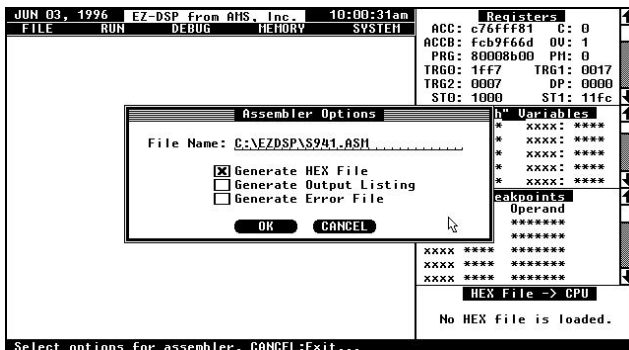 JUN 03, 1996 EZ-DSP from AMS, Inc. 10:00:31am
FILE RUN DEBUG MEMORY SYSTEM
Registers
ACC: c76fff81 C: 0
ACCB: fcb9f66d OV: 1
PRG: 80008b00 PM: 0
TRG0: 1ff7 TRG1: 0017
TRG2: 0007 DP: 0000
ST0: 1000 ST1: 11fc
h" Variables
* xxxx: ****
* xxxx: ****
* xxxx: ****
* xxxx: ****
Assembler Options
File Name: C:\EZDSP\S941.ASM
X Generate HEX File
Generate Output Listing
Generate Error File
OK CANCEL
eakpoints
Operand
*******
*******
xxxx **** *******
xxxx **** *******
xxxx **** *******
HEX File -> CPU
No HEX file is loaded.
Select options for assembler. CANCEL:Exit...